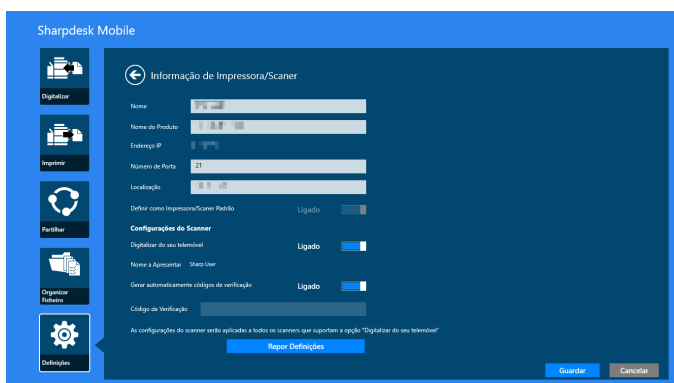 Sharpdesk Mobile
Digitalizar
Imprimir
Partilhar
Organizar
Ficheiro
Definições
Informação de Impressora/Scaner
Nome
Nome do Produto
Endereço IP
Número de Porta 21
Localização
Definir como Impressora/Scaner Padrão Ligado
Configurações do Scanner
Digitalizar do seu telemóvel Ligado
Nome a Apresentar Sharp User
Gerar automaticamente códigos de verificação Ligado
Código de Verificação
As configurações do scanner serão aplicadas a todos os scanners que suportam a opção "Digitalizar do seu telemóvel"
Repor Definições
Guardar Cancelar